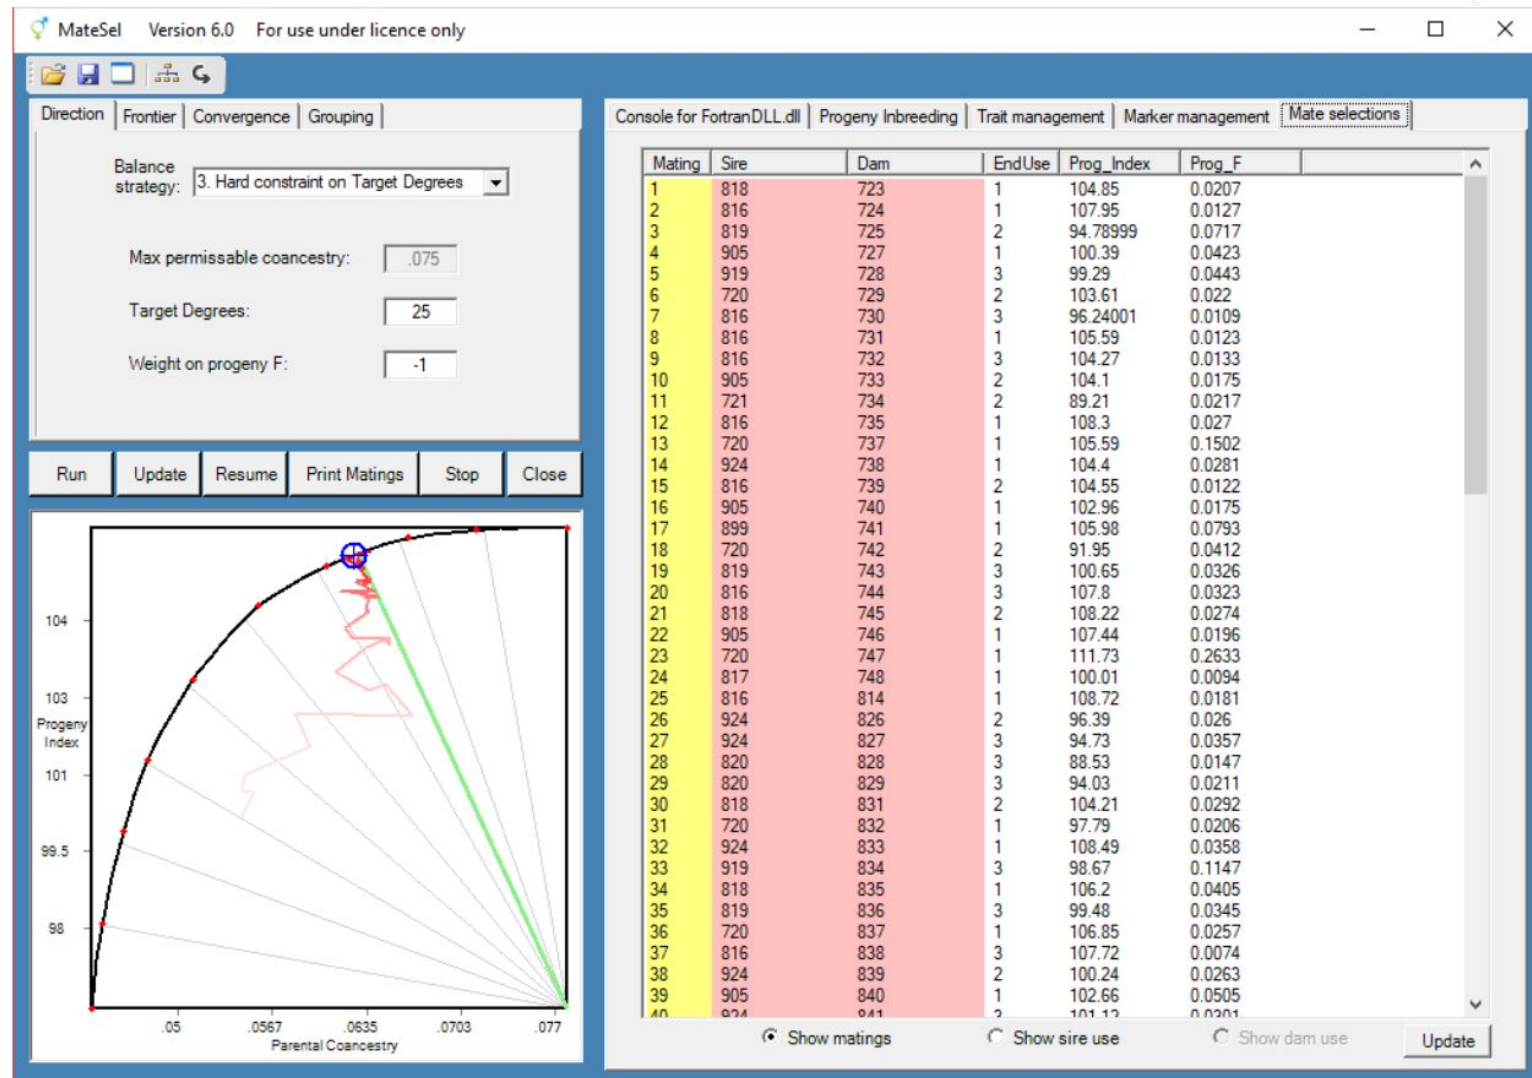 MateSel Version 6.0 For use under licence only
Direction Frontier Convergence Grouping
Balance strategy: 3. Hard constraint on Target Degrees
Max permissable coancestry: .075
Target Degrees: 25
Weight on progeny F: -1
Run Update Resume Print Matings Stop Close
104
103
Progeny
Index
101
99.5
98
.05 .0567 .0635 .0703 .077
Parental Coancestry
Console for FortranDLL.dll Progeny Inbreeding Trait management Marker management Mate selections
Mating Sire Dam EndUse Prog_Index Prog_F
1 818 723 1 104.85 0.0207
2 816 724 1 107.95 0.0127
3 819 725 2 94.78999 0.0717
4 905 727 1 100.39 0.0423
5 919 728 3 99.29 0.0443
6 720 729 2 103.61 0.022
7 816 730 3 96.24001 0.0109
8 816 731 1 105.59 0.0123
9 816 732 3 104.27 0.0133
10 905 733 2 104.1 0.0175
11 721 734 2 89.21 0.0217
12 816 735 1 108.3 0.027
13 720 737 1 105.59 0.1502
14 924 738 1 104.4 0.0281
15 816 739 2 104.55 0.0122
16 905 740 1 102.96 0.0175
17 899 741 1 105.98 0.0793
18 720 742 2 91.95 0.0412
19 819 743 3 100.65 0.0326
20 816 744 3 107.8 0.0323
21 818 745 2 108.22 0.0274
22 905 746 1 107.44 0.0196
23 720 747 1 111.73 0.2633
24 817 748 1 100.01 0.0094
25 816 814 1 108.72 0.0181
26 924 826 2 96.39 0.026
27 924 827 3 94.73 0.0357
28 820 828 3 88.53 0.0147
29 820 829 3 94.03 0.0211
30 818 831 2 104.21 0.0292
31 720 832 1 97.79 0.0206
32 924 833 1 108.49 0.0358
33 919 834 3 98.67 0.1147
34 818 835 1 106.2 0.0405
35 819 836 3 99.48 0.0345
36 720 837 1 106.85 0.0257
37 816 838 3 107.72 0.0074
38 924 839 2 100.24 0.0263
39 905 840 1 102.66 0.0505
40 924 841
Show matings Show sire use Show dam use Update